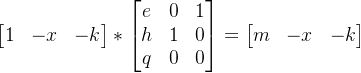 [1 -x -k] * [e 0 1; h 1 0; q 0 0] = [m -x -k]